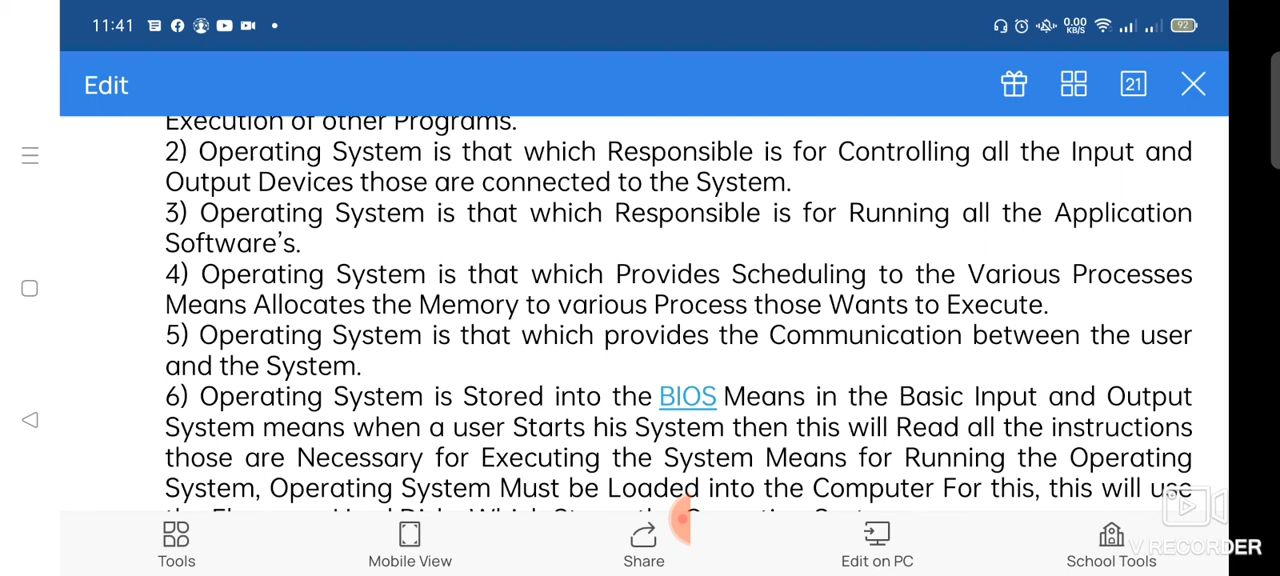 11:41
0.00
KB/S
92
Edit
21
Execution of other Programs.
2) Operating System is that which Responsible is for Controlling all the Input and
Output Devices those are connected to the System.
3) Operating System is that which Responsible is for Running all the Application
Software's.
4) Operating System is that which Provides Scheduling to the Various Processes
Means Allocates the Memory to various Process those Wants to Execute.
5) Operating System is that which provides the Communication between the user
and the System.
6) Operating System is Stored into the BIOS Means in the Basic Input and Output
System means when a user Starts his System then this will Read all the instructions
those are Necessary for Executing the System Means for Running the Operating
System, Operating System Must be Loaded into the Computer For this, this will use
Tools
Mobile View
Share
Edit on PC
School Tools
V RECORDER